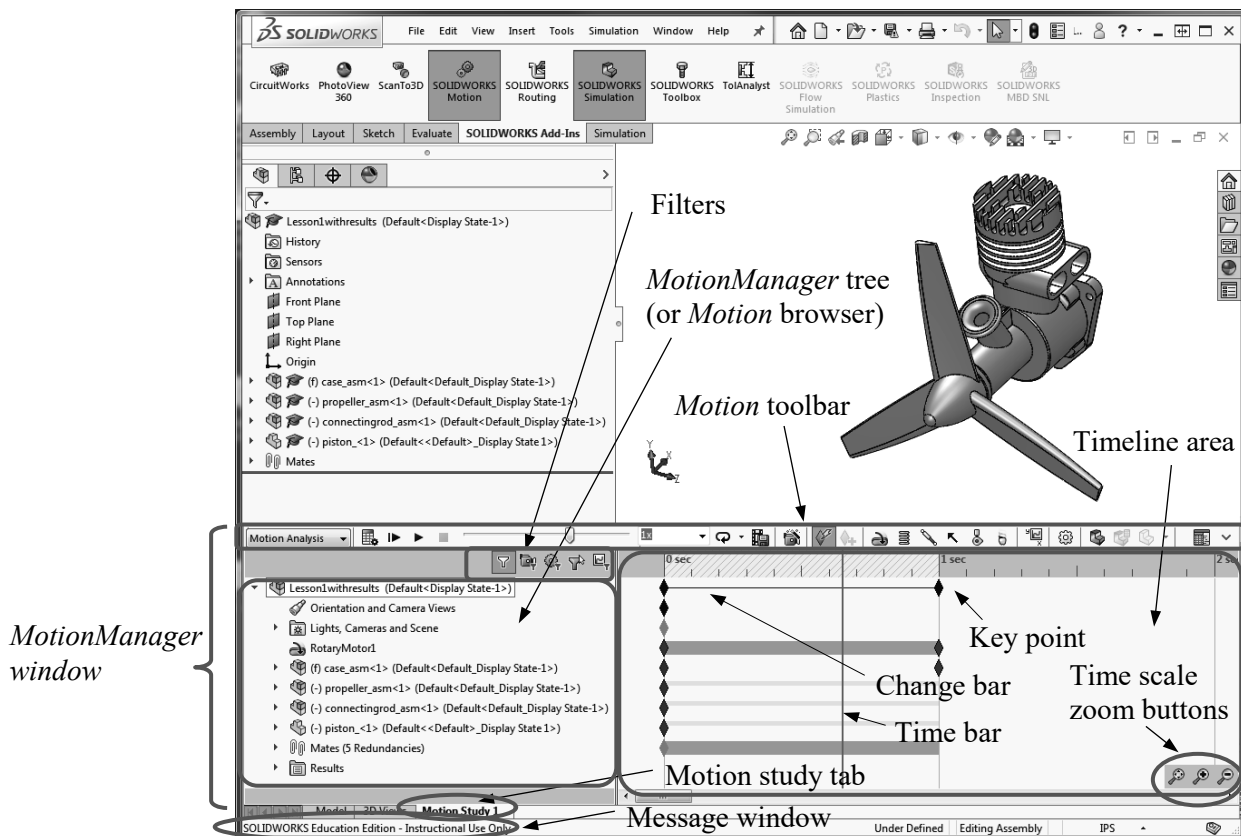 SOLIDWORKS File Edit View Insert Tools Simulation Window Help ?
CircuitWorks PhotoView 360 ScanTo3D SOLIDWORKS Motion SOLIDWORKS Routing SOLIDWORKS Simulation SOLIDWORKS Toolbox TolAnalyst SOLIDWORKS Flow Simulation SOLIDWORKS Plastics SOLIDWORKS Inspection SOLIDWORKS MBD SNL
Assembly Layout Sketch Evaluate SOLIDWORKS Add-Ins Simulation
Lesson1withresults (Default<Display State-1>)
History
Sensors
Annotations
Front Plane
Top Plane
Right Plane
Origin
(f) case_asm<1> (Default<Default_Display State-1>)
(-) propeller_asm<1> (Default<Default_Display State-1>)
(-) connectingrod_asm<1> (Default<Default_Display State-1>)
(-) piston_<1> (Default<<Default>_Display State 1>)
Mates
Filters
MotionManager tree
(or Motion browser)
Motion toolbar
Timeline area
Y
X
Z
Motion Analysis
0 sec 1 sec 2 se
Lesson1withresults (Default<Display State-1>)
Orientation and Camera Views
Lights, Cameras and Scene
RotaryMotor1
(f) case_asm<1> (Default<Default_Display State-1>)
(-) propeller_asm<1> (Default<Default_Display State-1>)
(-) connectingrod_asm<1> (Default<Default_Display State-1>)
(-) piston_<1> (Default<<Default>_Display State 1>)
Mates (5 Redundancies)
Results
MotionManager
window
Key point
Change bar
Time bar
Time scale
zoom buttons
Motion study tab
Model 3D Views Motion Study 1
Message window
SOLIDWORKS Education Edition - Instructional Use Only
Under Defined Editing Assembly IPS